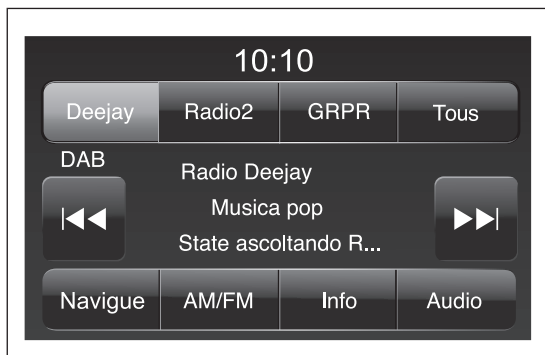 10:10
Deejay Radio2 GRPR Tous
DAB
Radio Deejay
Musica pop
State ascoltando R...
Navigue AM/FM Info Audio